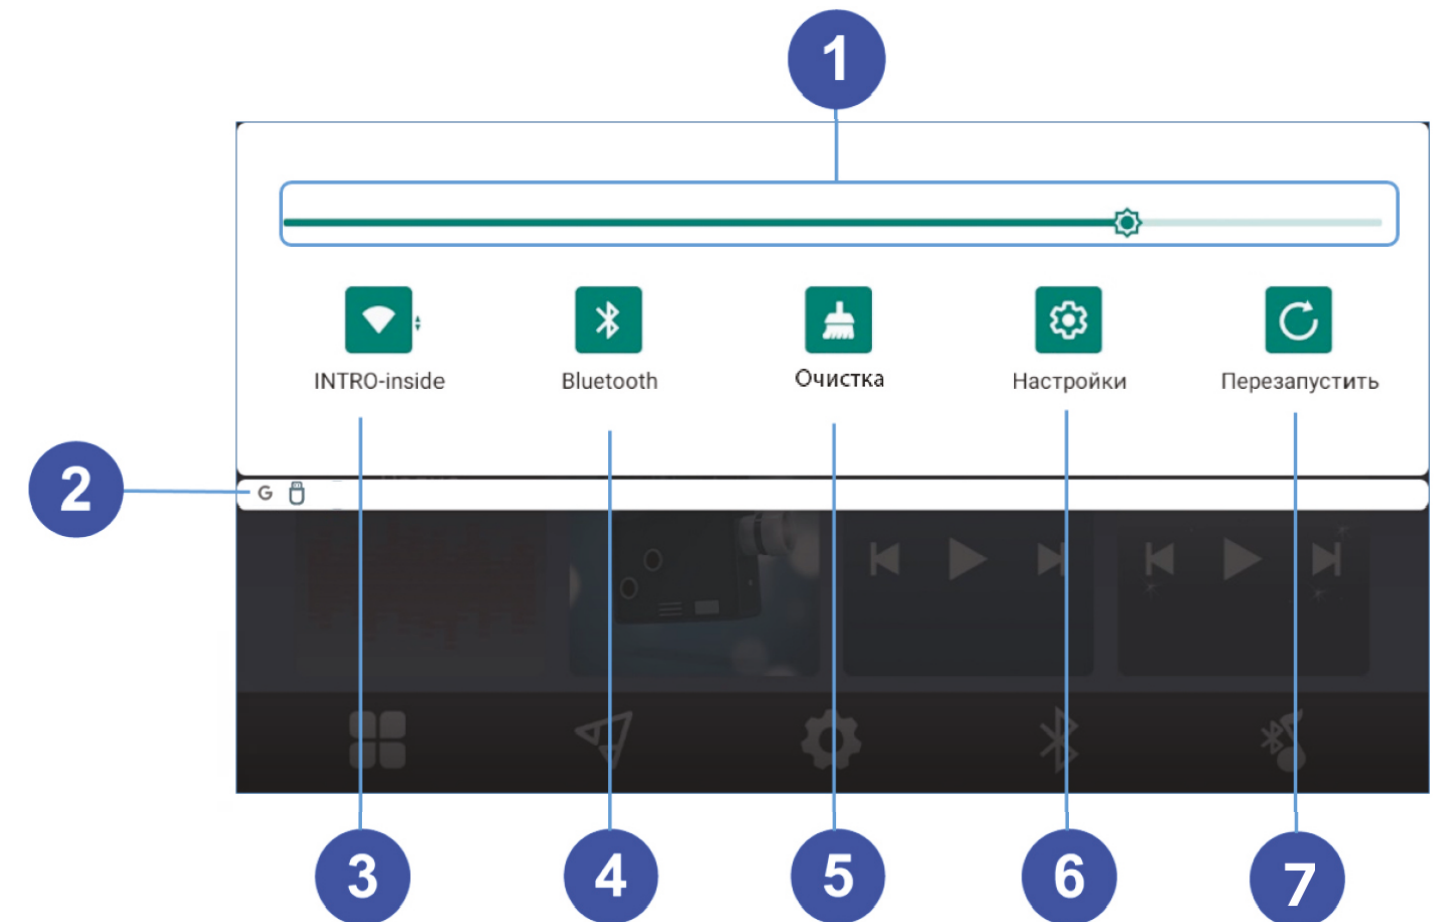 1
INTRO-inside
Bluetooth
Очистка
Настройки
Перезапустить
2
G
3
4
5
6
7